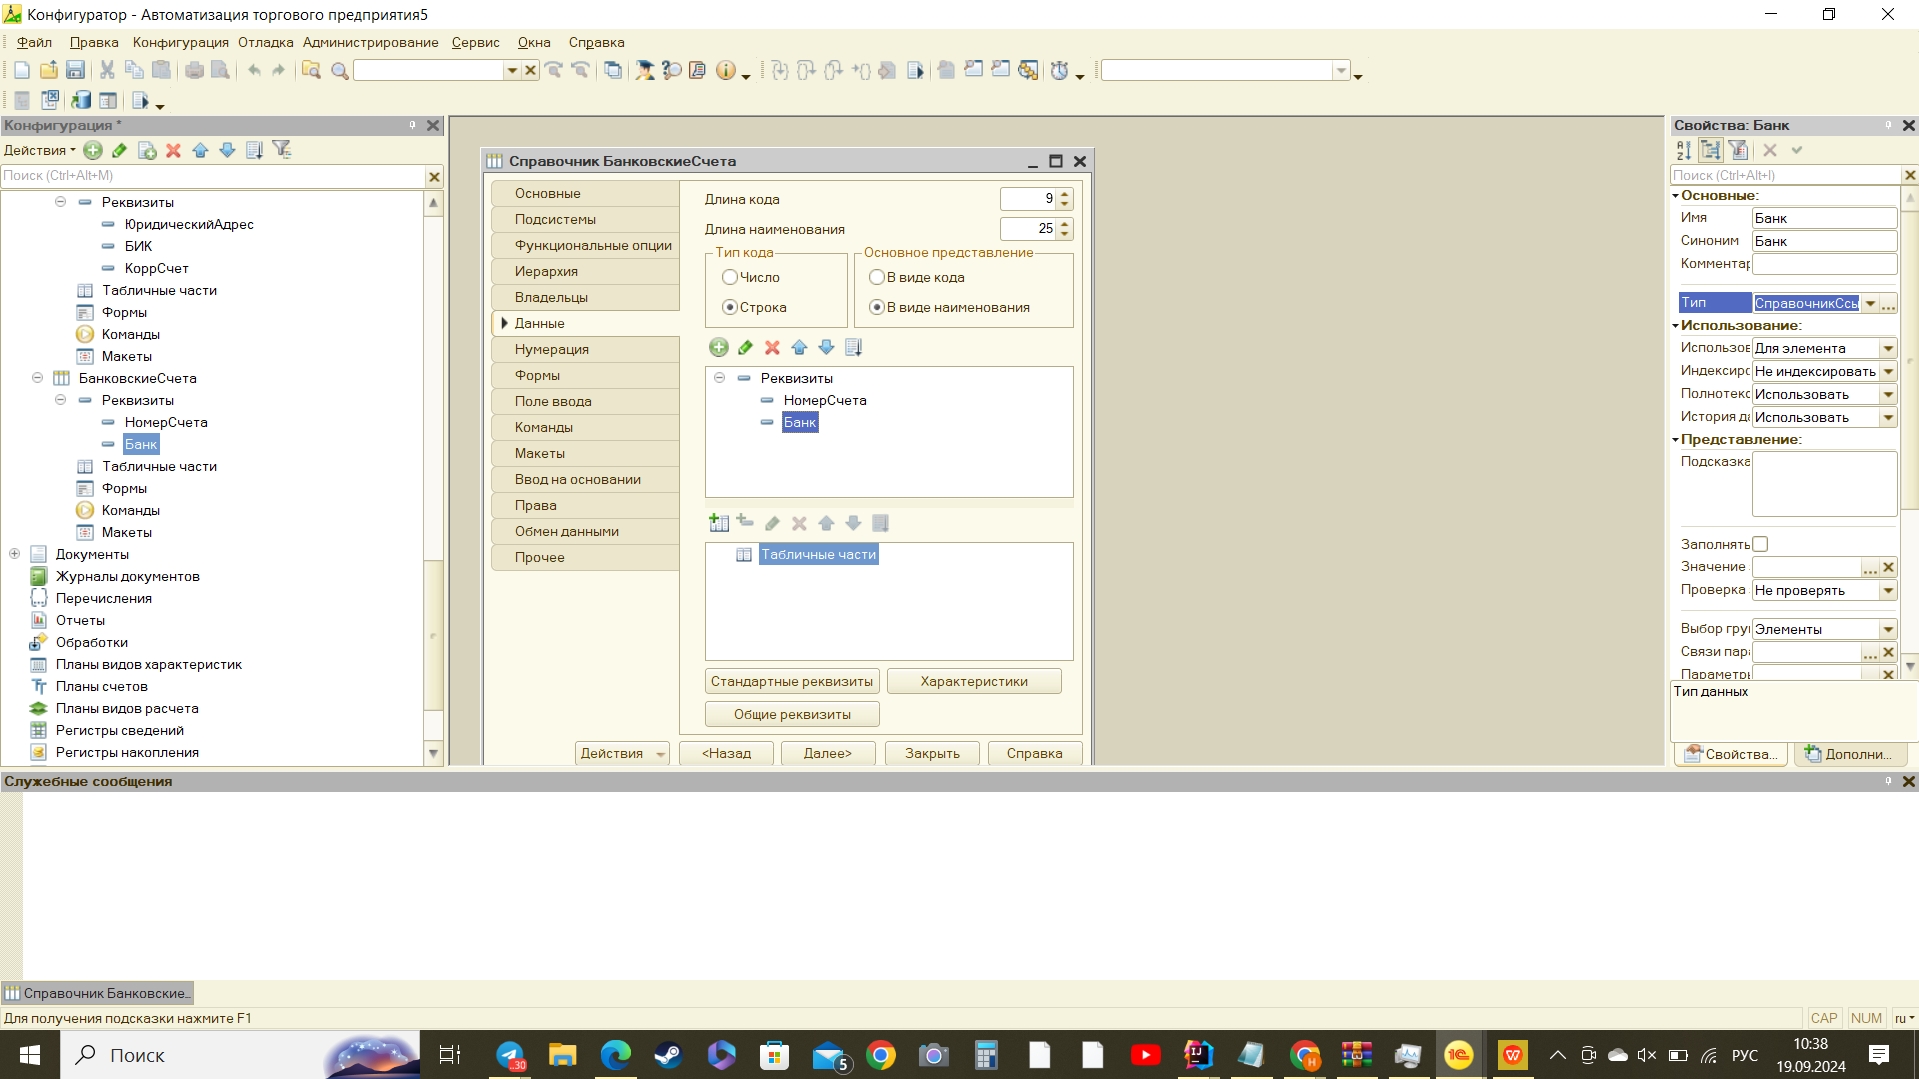 Конфигуратор - Автоматизация торгового предприятия5
Файл Правка Конфигурация Отладка Администрирование Сервис Окна Справка
Конфигурация *
Действия
Поиск (Ctrl+Alt+M)
Реквизиты
ЮридическийАдрес
БИК
КоррСчет
Табличные части
Формы
Команды
Макеты
БанковскиеСчета
Реквизиты
НомерСчета
Банк
Табличные части
Формы
Команды
Макеты
Документы
Журналы документов
Перечисления
Отчеты
Обработки
Планы видов характеристик
Планы счетов
Планы видов расчета
Регистры сведений
Регистры накопления
Справочник БанковскиеСчета
Основные
Подсистемы
Функциональные опции
Иерархия
Владельцы
Данные
Нумерация
Формы
Поле ввода
Команды
Макеты
Ввод на основании
Права
Обмен данными
Прочее
Длина кода 9
Длина наименования 25
Тип кода
Число
Строка
Основное представление
В виде кода
В виде наименования
Реквизиты
НомерСчета
Банк
Табличные части
Стандартные реквизиты Характеристики
Общие реквизиты
Действия <Назад Далее> Закрыть Справка
Свойства: Банк
Поиск (Ctrl+Alt+I)
Основные:
Имя Банк
Синоним Банк
Комментар
Тип СправочникСсы
Использование:
Использов Для элемента
Индексирс Не индексировать
Полнотекс Использовать
История да Использовать
Представление:
Подсказка
Заполнять
Значение
Проверка Не проверять
Выбор гру Элементы
Связи пара
Параметры
Тип данных
Свойства... Дополни...
Служебные сообщения
Справочник Банковские...
Для получения подсказки нажмите F1
CAP NUM ru
Поиск
.30
5
H
1С
РУС
10:38
19.09.2024